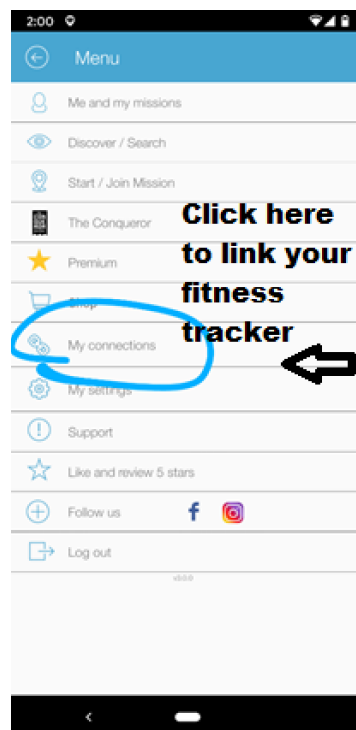 2:00
Menu
Me and my missions
Discover / Search
Start / Join Mission
The Conqueror
Premium
Shop
My connections
My settings
Support
Like and review 5 stars
Follow us
Log out
Click here
to link your
fitness
tracker